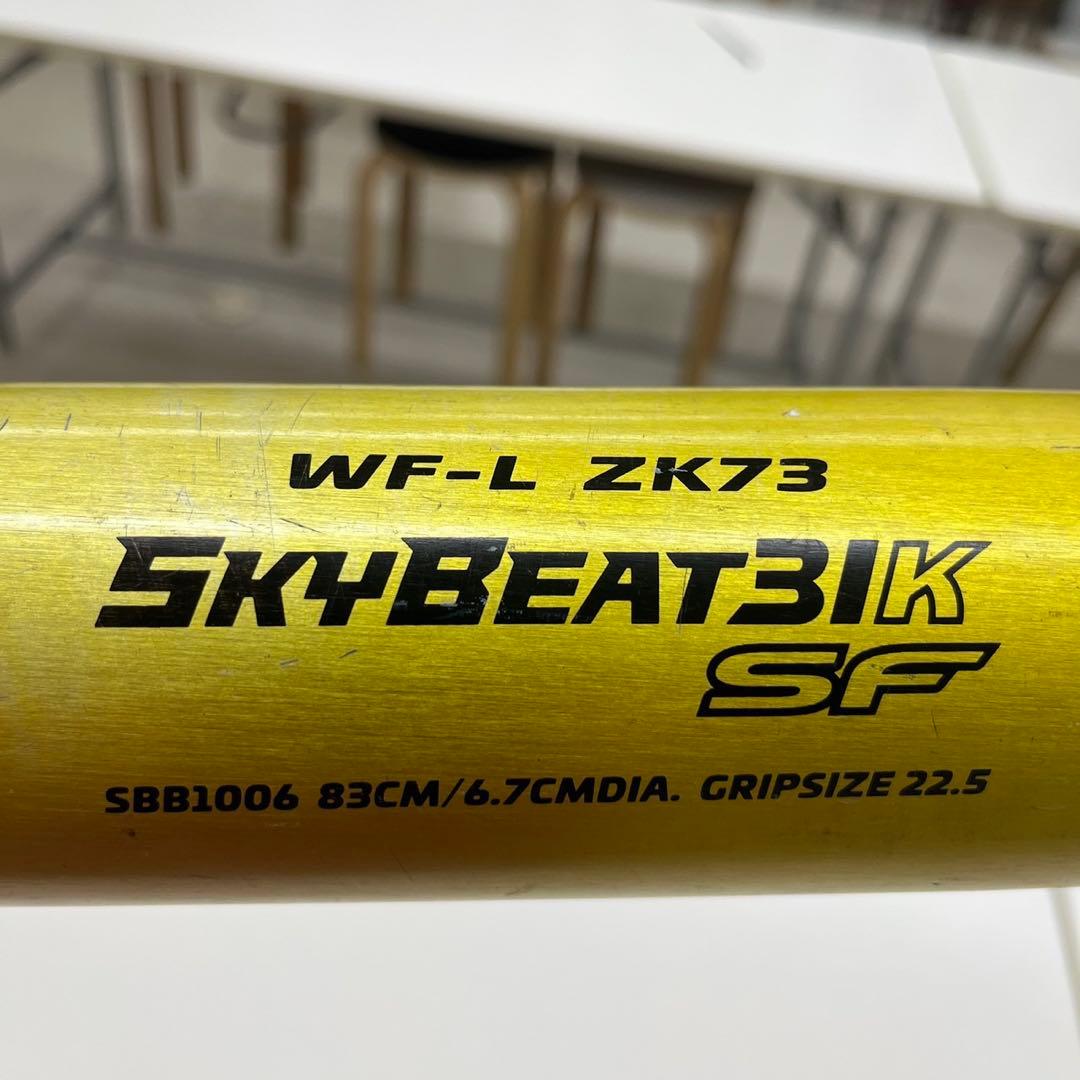 WF-L ZK73
SKYBEAT31K
SF
SBB1006 83CM/6.7CMDIA. GRIPSIZE 22.5